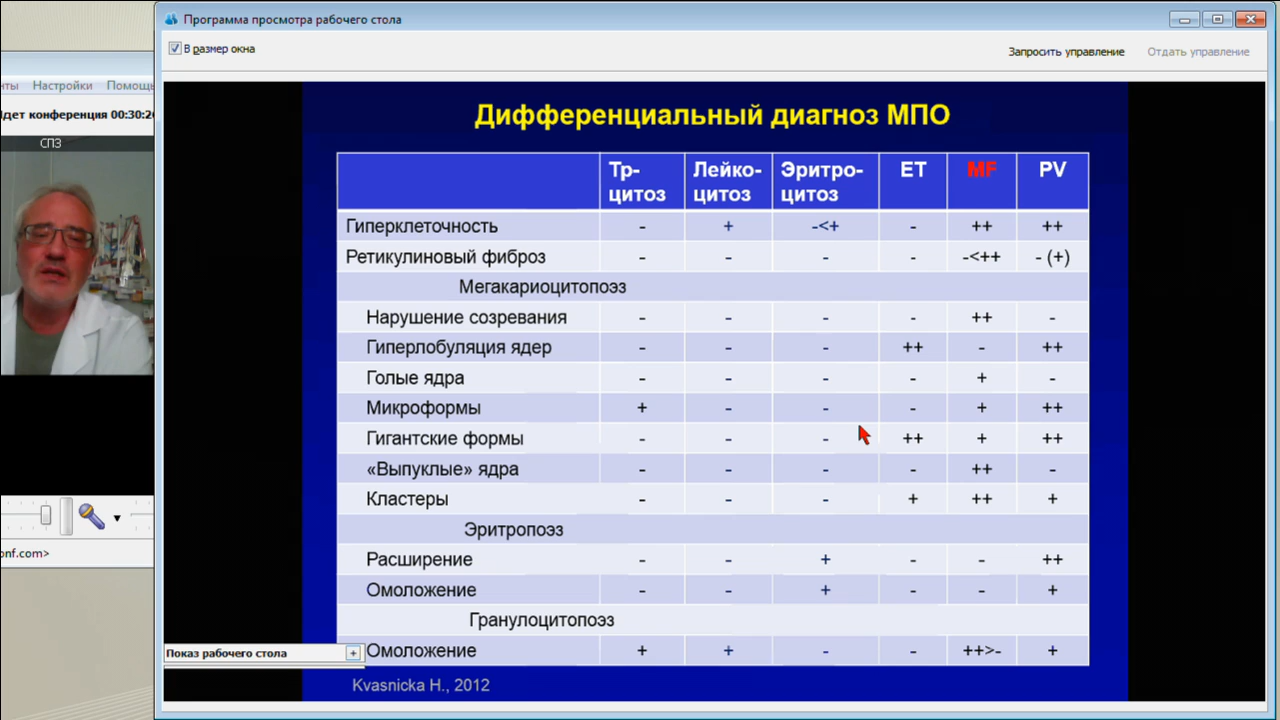 Программа просмотра рабочего стола
В размер окна
Запросить управление
Отдать управление
нты Настройки Помощь
дет конференция 00:30:2
СПЗ
Дифференциальный диагноз МПО
Тр-цитоз Лейко-цитоз Эритро-цитоз ET MF PV
Гиперклеточность - + -<+ - ++ ++
Ретикулиновый фиброз - - - - -<++ - (+)
Мегакариоцитопоэз
Нарушение созревания - - - - ++ -
Гиперлобуляция ядер - - - ++ - ++
Голые ядра - - - - + -
Микроформы + - - - + ++
Гигантские формы - - - ++ + ++
«Выпуклые» ядра - - - - ++ -
Кластеры - - - + ++ +
Эритропоэз
Расширение - - + - - ++
Омоложение - - + - - +
Гранулоцитопоэз
Омоложение + + - - ++>- +
Kvasnicka H., 2012
Показ рабочего стола
onf.com>